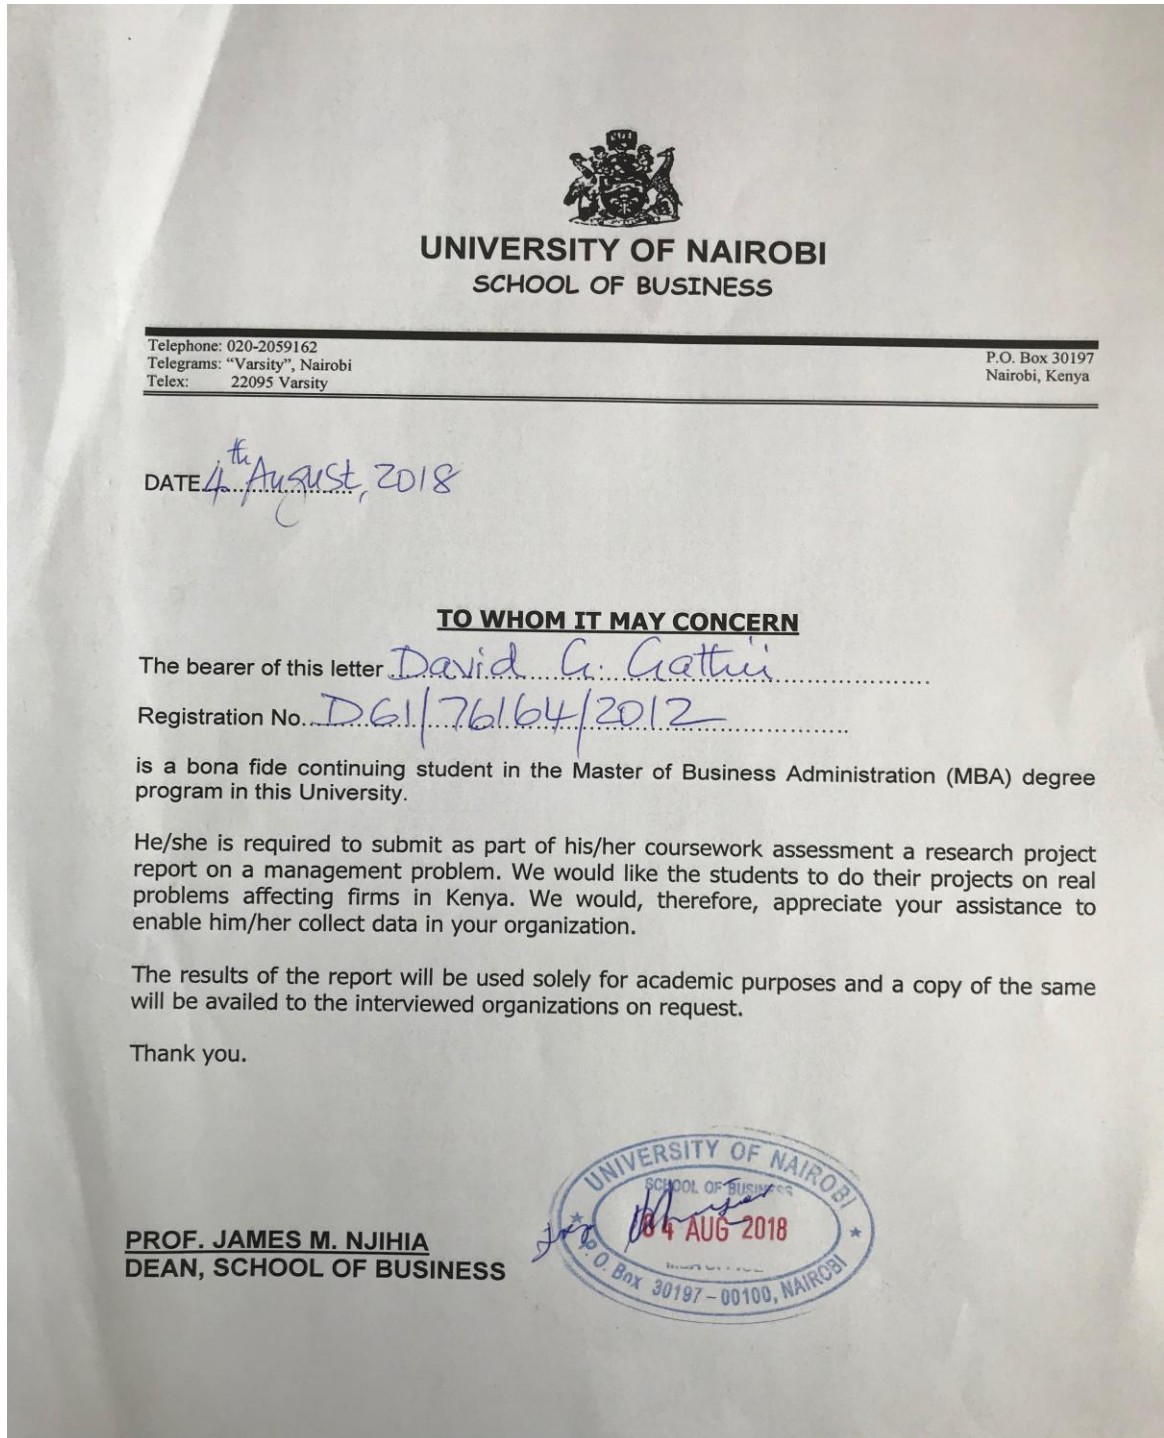 UNIVERSITY OF NAIROBI
SCHOOL OF BUSINESS
Telephone: 020-2059162
Telegrams: “Varsity”, Nairobi
Telex: 22095 Varsity
P.O. Box 30197
Nairobi, Kenya
DATE 4th August, 2018
TO WHOM IT MAY CONCERN
The bearer of this letter David G. Gathii
Registration No. D61/76164/2012
is a bona fide continuing student in the Master of Business Administration (MBA) degree
program in this University.
He/she is required to submit as part of his/her coursework assessment a research project
report on a management problem. We would like the students to do their projects on real
problems affecting firms in Kenya. We would, therefore, appreciate your assistance to
enable him/her collect data in your organization.
The results of the report will be used solely for academic purposes and a copy of the same
will be availed to the interviewed organizations on request.
Thank you.
PROF. JAMES M. NJIHIA
DEAN, SCHOOL OF BUSINESS
UNIVERSITY OF NAIROBI
SCHOOL OF BUSINESS
for
04 AUG 2018
P. O. Box 30197 – 00100, NAIROBI